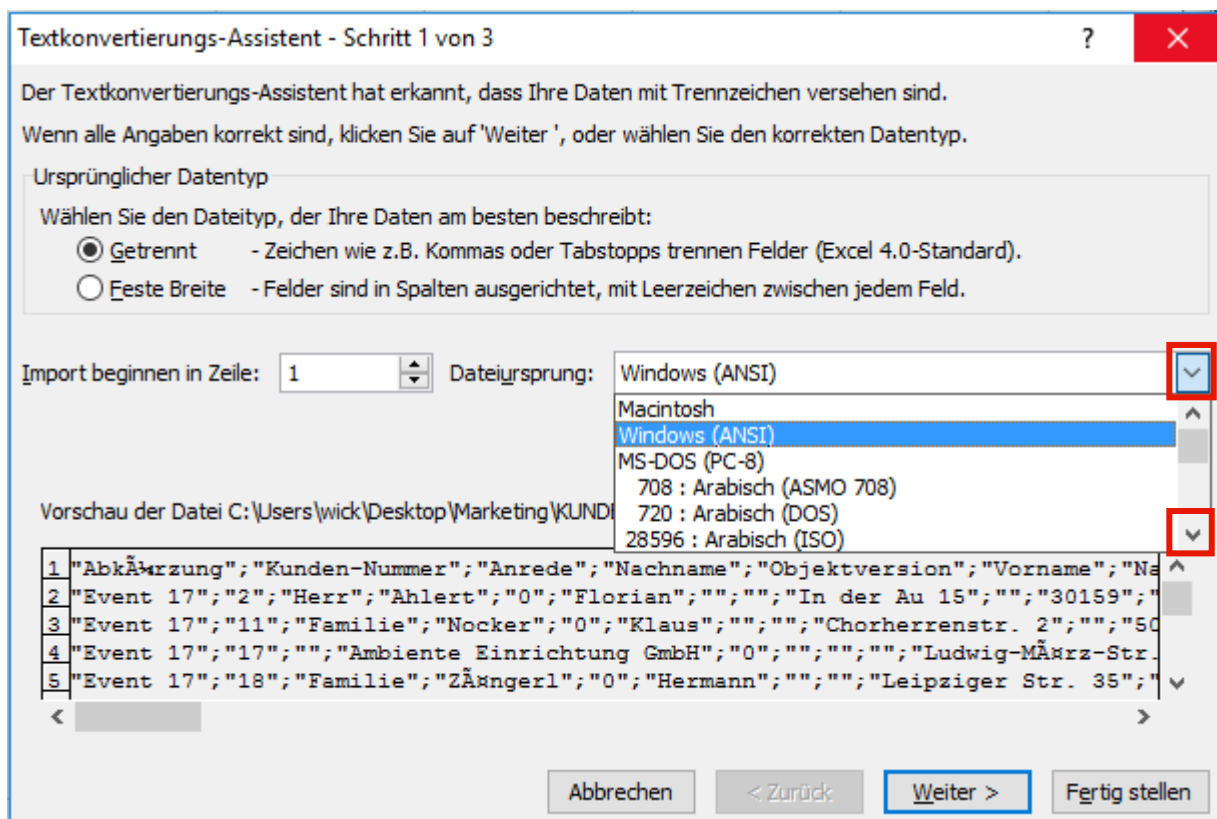 Textkonvertierungs-Assistent - Schritt 1 von 3 ?
Der Textkonvertierungs-Assistent hat erkannt, dass Ihre Daten mit Trennzeichen versehen sind.
Wenn alle Angaben korrekt sind, klicken Sie auf 'Weiter ', oder wählen Sie den korrekten Datentyp.
Ursprünglicher Datentyp
Wählen Sie den Dateityp, der Ihre Daten am besten beschreibt:
Getrennt - Zeichen wie z.B. Kommas oder Tabstopps trennen Felder (Excel 4.0-Standard).
Feste Breite - Felder sind in Spalten ausgerichtet, mit Leerzeichen zwischen jedem Feld.
Import beginnen in Zeile: 1 Dateiursprung: Windows (ANSI)
Macintosh
Windows (ANSI)
MS-DOS (PC-8)
708 : Arabisch (ASMO 708)
720 : Arabisch (DOS)
28596 : Arabisch (ISO)
Vorschau der Datei C:\Users\wick\Desktop\Marketing\KUNDE
1 "AbkÃ¼rzung";"Kunden-Nummer";"Anrede";"Nachname";"Objektversion";"Vorname";"Na
2 "Event 17";"2";"Herr";"Ahlert";"0";"Florian";"";"";"In der Au 15";"";"30159";"
3 "Event 17";"11";"Familie";"Nocker";"0";"Klaus";"";"";"Chorherrenstr. 2";"";"50
4 "Event 17";"17";"";"Ambiente Einrichtung GmbH";"0";"";"";"";"Ludwig-MÃ¤rz-Str.
5 "Event 17";"18";"Familie";"ZÃ¤ngerl";"0";"Hermann";"";"";"Leipziger Str. 35";"
Abbrechen < Zurück Weiter > Fertig stellen